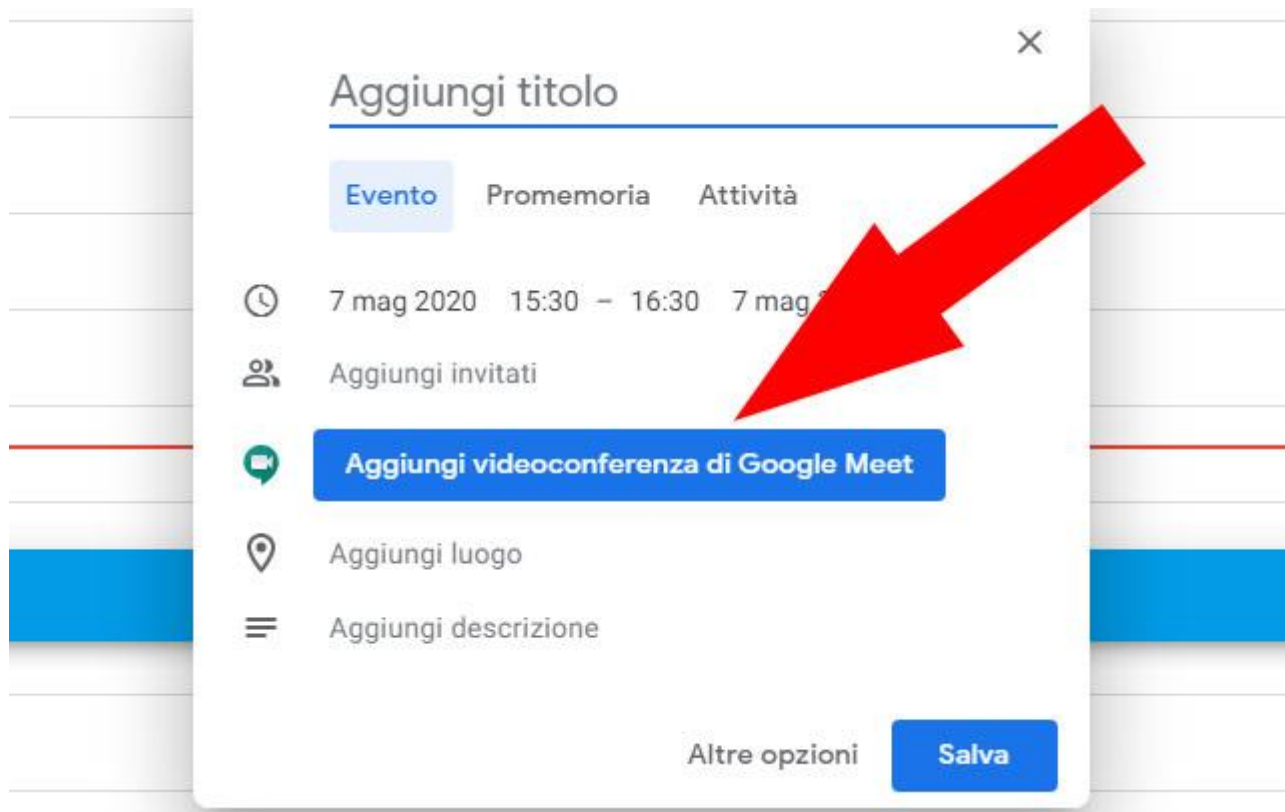 Aggiungi titolo
Evento Promemoria Attività
7 mag 2020 15:30 – 16:30 7 mag
Aggiungi invitati
Aggiungi videoconferenza di Google Meet
Aggiungi luogo
Aggiungi descrizione
Altre opzioni Salva